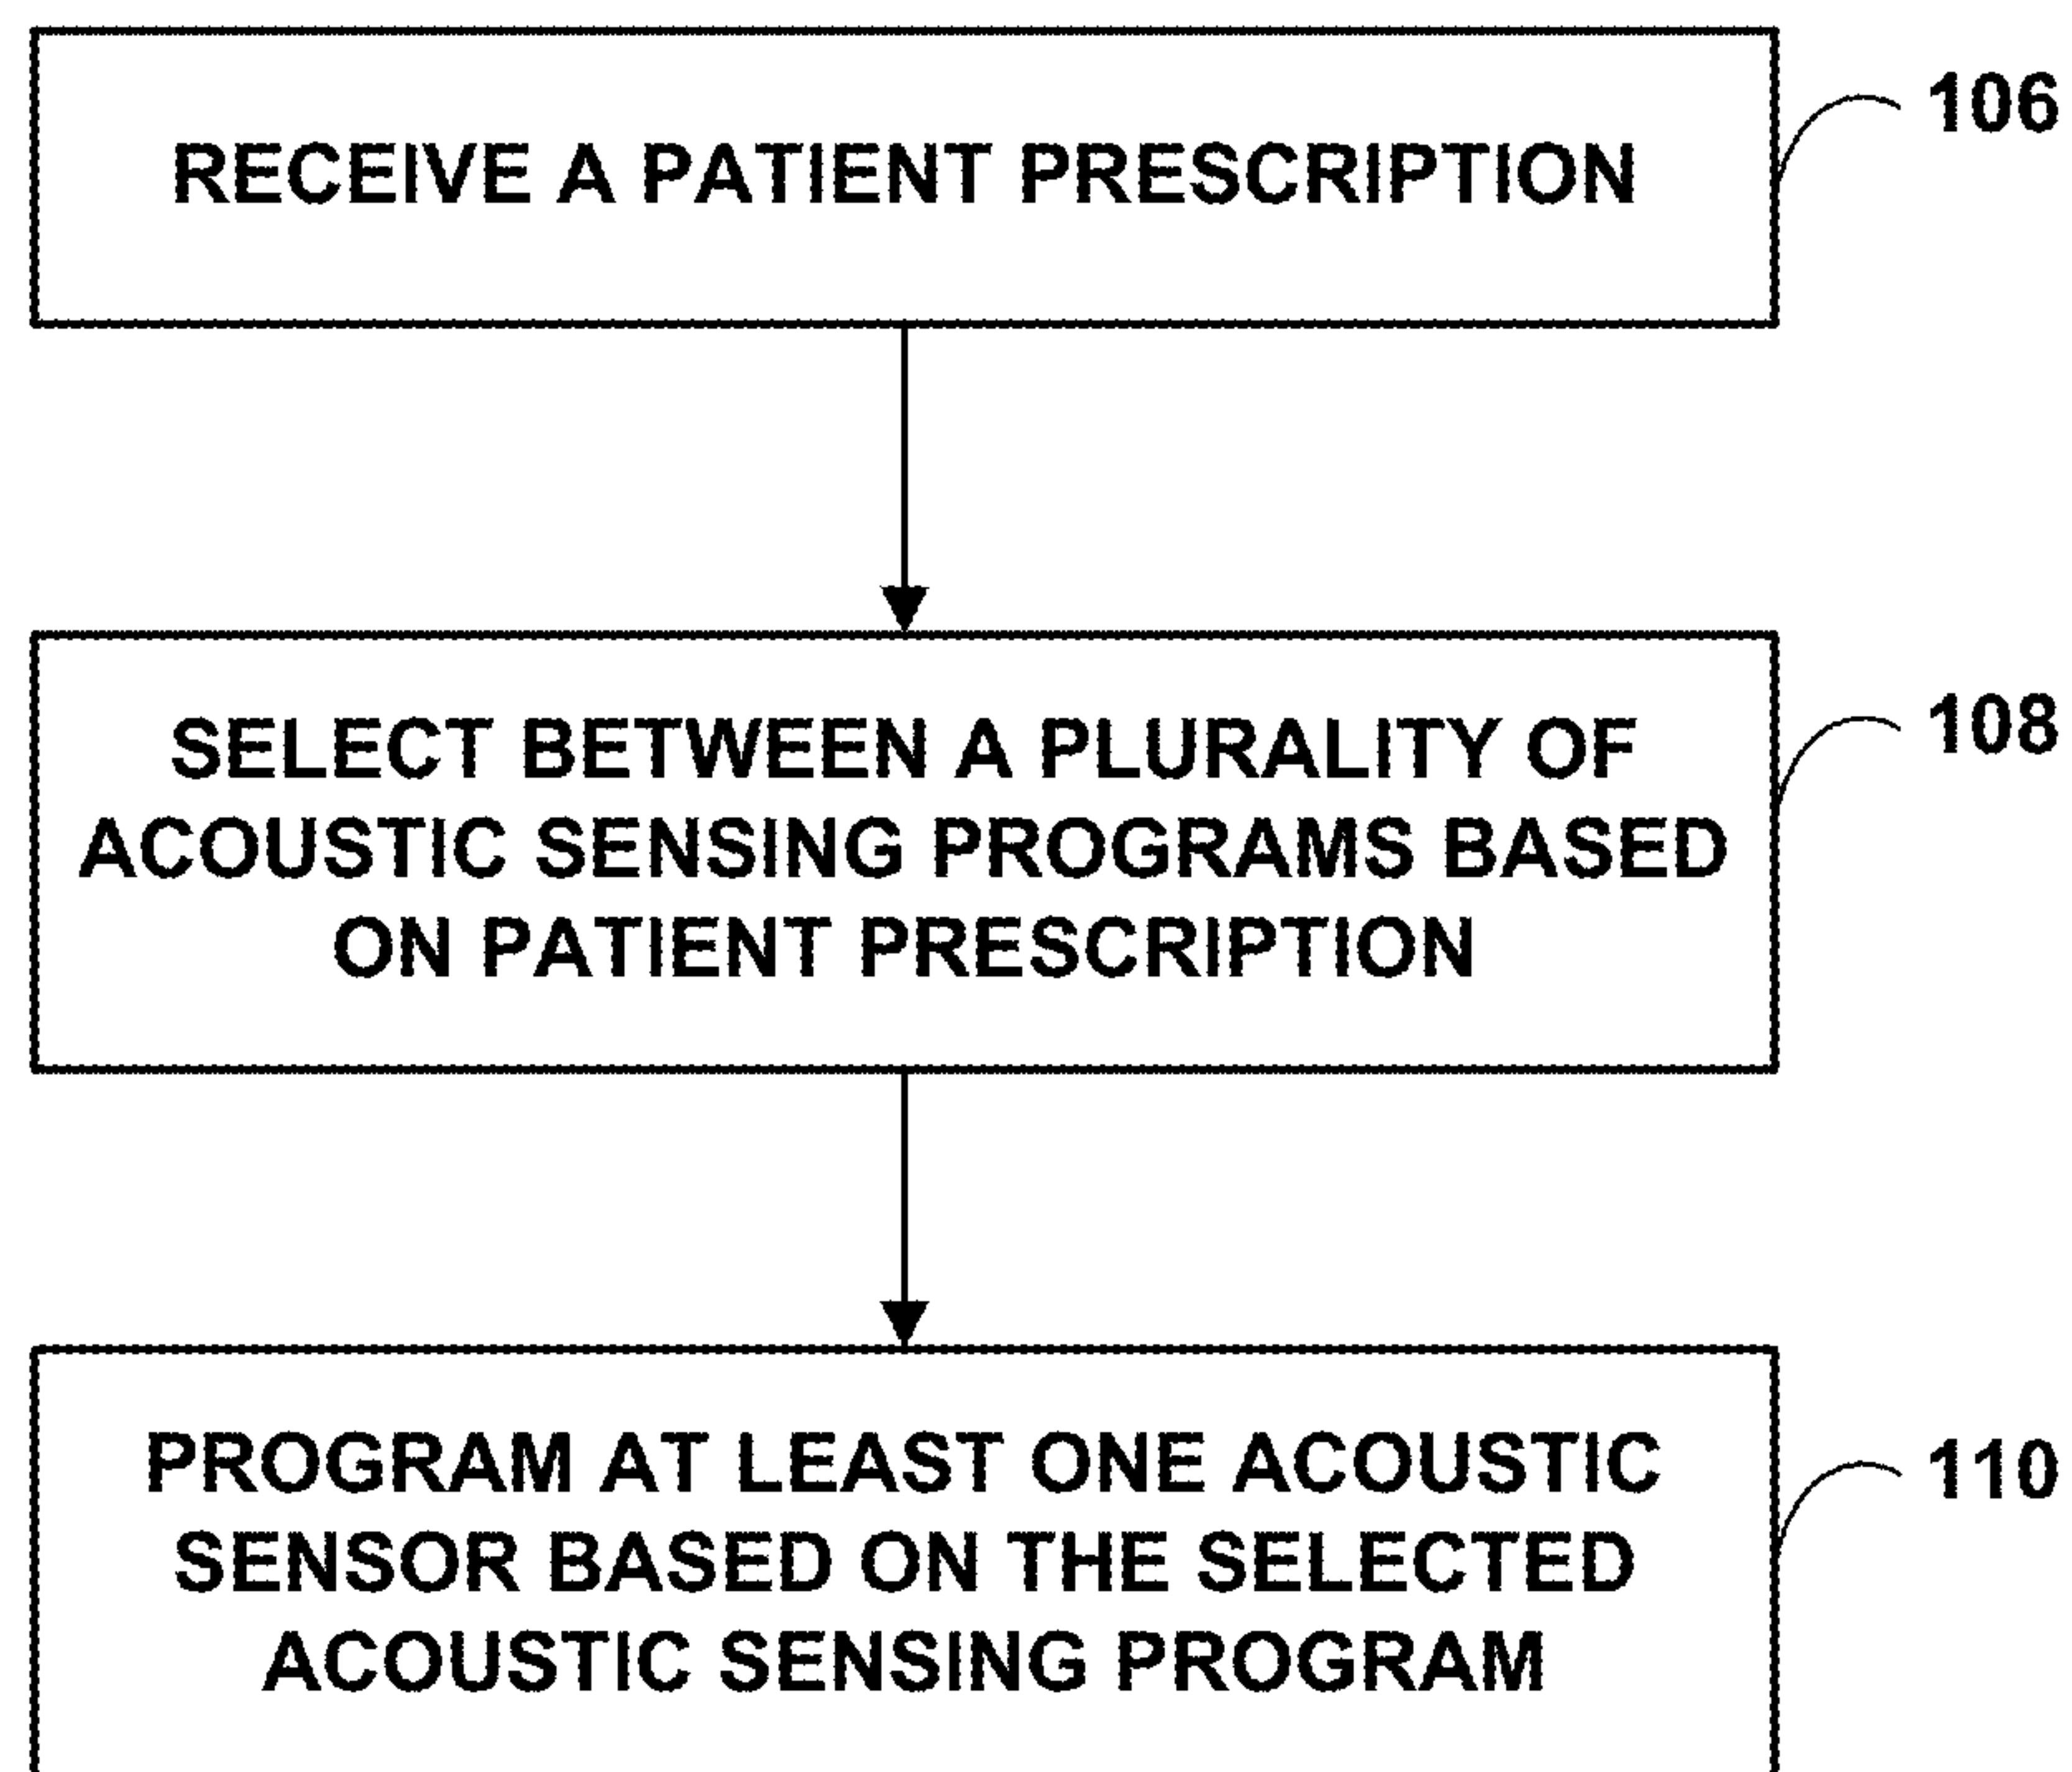 RECEIVE A PATIENT PRESCRIPTION
106
SELECT BETWEEN A PLURALITY OF
ACOUSTIC SENSING PROGRAMS BASED
ON PATIENT PRESCRIPTION
108
PROGRAM AT LEAST ONE ACOUSTIC
SENSOR BASED ON THE SELECTED
ACOUSTIC SENSING PROGRAM
110